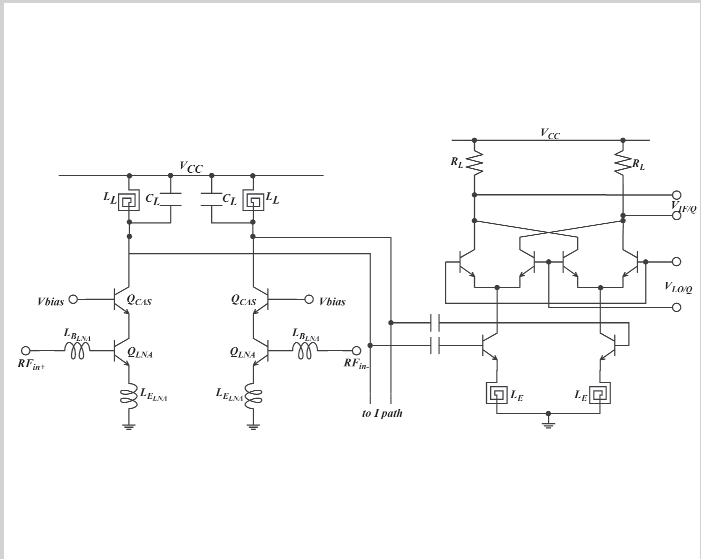 VCC
RL
RL
VIF/Q
VCC
LL
CL
CL
LL
VLO/Q
Vbias
QCAS
QCAS
Vbias
LBLNA
LBLNA
RFin+
QLNA
QLNA
RFin-
LELNA
LELNA
LE
LE
to I path